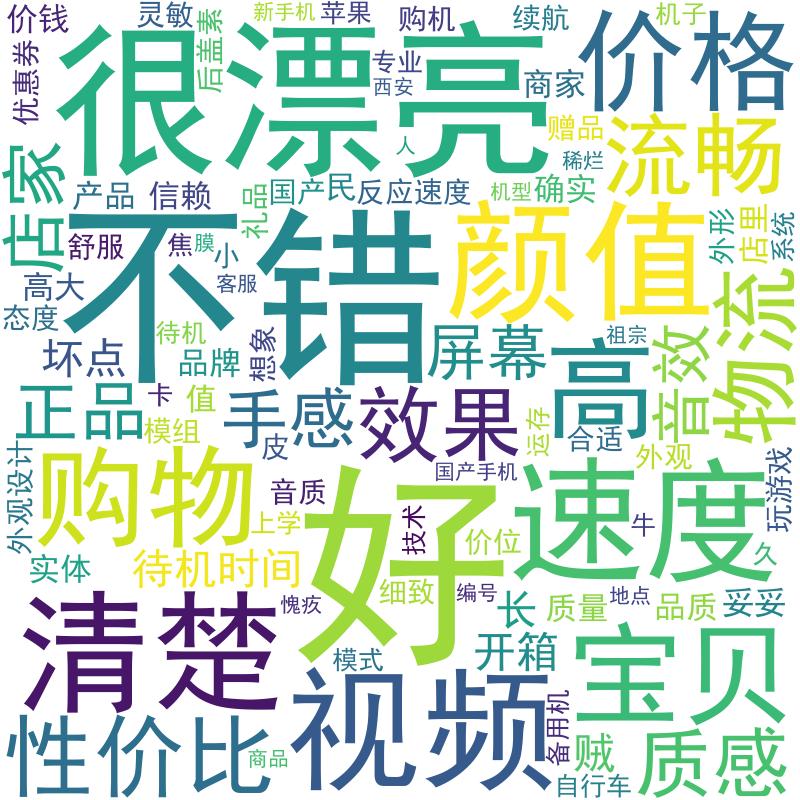 价钱
灵敏
新手机
苹果
购机
续航
机子
优惠券
后盖素
很漂亮
专业
西安
商家
价格
人
赠品
流畅
稀烂
店家
产品
信赖
礼品
国产
民
反应速度
机型
确实
颜值
外形
店里
系统
舒服
焦
膜
小
客服
不错
高大
态度
待机
想象
屏幕
祖宗
物流
坏点
品牌
高
音效
正品
卡
值
手感
效果
模组
皮
运存
合适
外观
外观设计
购物
音质
国产手机
玩游戏
好
速度
技术
上学
价位
牛
久
实体
待机时间
愧疚
细致
编号
长
质量
地点
品质
妥妥
清楚
模式
开箱
宝贝
视频
备用机
性价比
商品
贼
质感
自行车